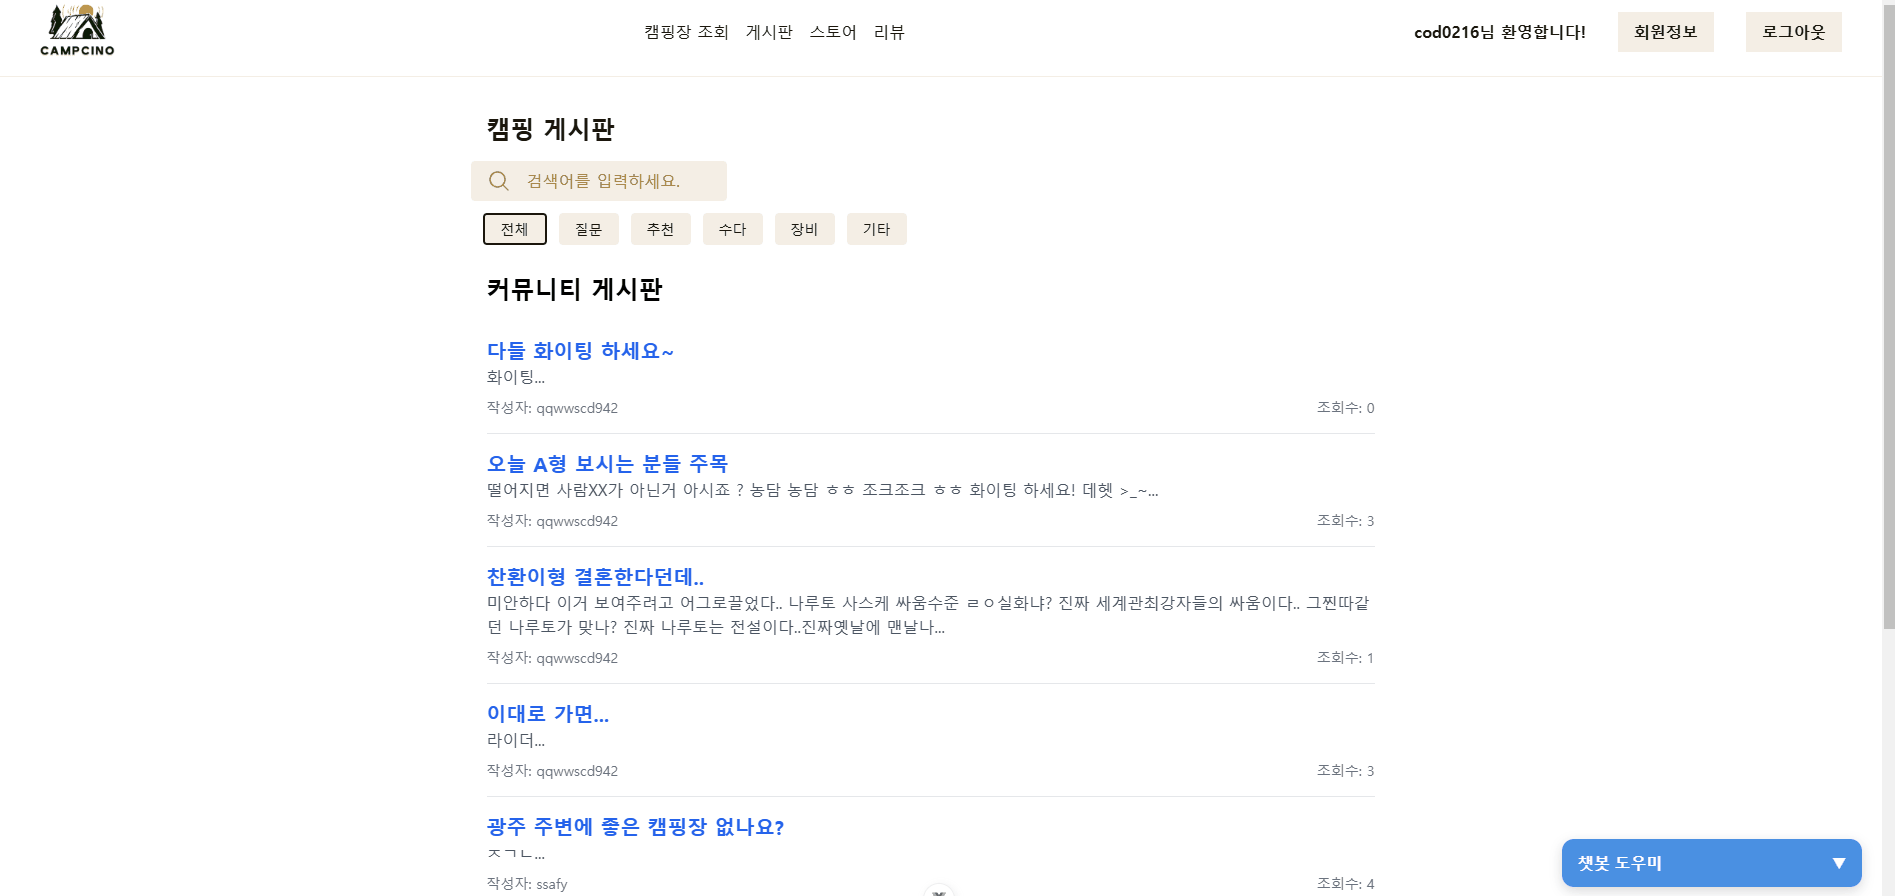 CAMPCINO
캠핑장 조회 게시판 스토어 리뷰
cod0216님 환영합니다! 회원정보 로그아웃
캠핑 게시판
검색어를 입력하세요.
전체 질문 추천 수다 장비 기타
커뮤니티 게시판
다들 화이팅 하세요~
화이팅...
작성자: qqwwscd942 조회수: 0
오늘 A형 보시는 분들 주목
떨어지면 사람XX가 아닌거 아시죠 ? 농담 농담 ㅎㅎ 조크조크 ㅎㅎ 화이팅 하세요! 데헷 >_~...
작성자: qqwwscd942 조회수: 3
찬환이형 결혼한다던데..
미안하다 이거 보여주려고 어그로끌었다.. 나루토 사스케 싸움수준 ㄹㅇ실화냐? 진짜 세계관최강자들의 싸움이다.. 그찐따같
던 나루토가 맞나? 진짜 나루토는 전설이다..진짜옛날에 맨날나...
작성자: qqwwscd942 조회수: 1
이대로 가면...
라이더...
작성자: qqwwscd942 조회수: 3
광주 주변에 좋은 캠핑장 없나요?
ㅈㄱㄴ...
작성자: ssafy 조회수: 4
챗봇 도우미 ▼